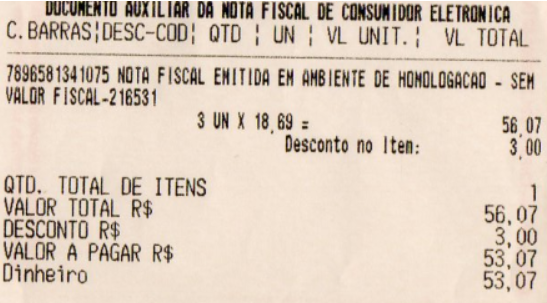 DOCUMENTO AUXILIAR DA NOTA FISCAL DE CONSUMIDOR ELETRONICA
C.BARRAS¦DESC-COD¦ QTD ¦ UN ¦ VL UNIT.¦ VL TOTAL
7896581341075 NOTA FISCAL EMITIDA EM AMBIENTE DE HOMOLOGACAO - SEM
VALOR FISCAL-216531
3 UN X 18,69 = 56,07
Desconto no Item: 3,00
QTD. TOTAL DE ITENS 1
VALOR TOTAL R$ 56,07
DESCONTO R$ 3,00
VALOR A PAGAR R$ 53,07
Dinheiro 53,07